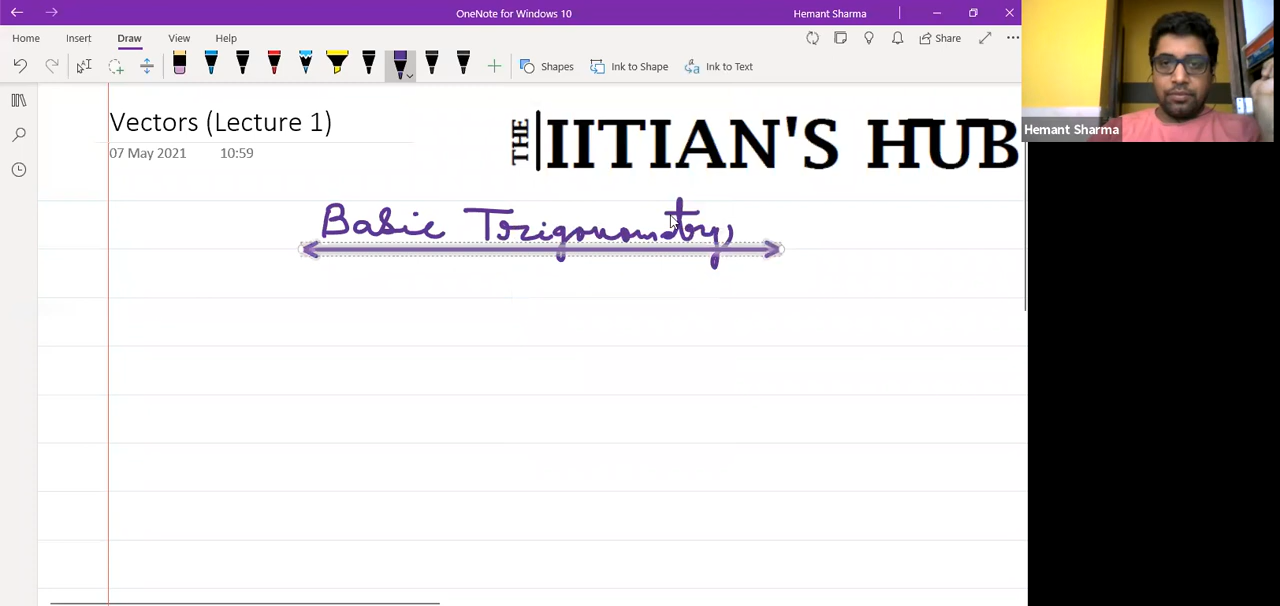 OneNote for Windows 10
Hemant Sharma
Home Insert Draw View Help
Share
Shapes
Ink to Shape
Ink to Text
Vectors (Lecture 1)
07 May 2021 10:59
THE IITIAN'S HUB
Basic Trigonometry
Hemant Sharma